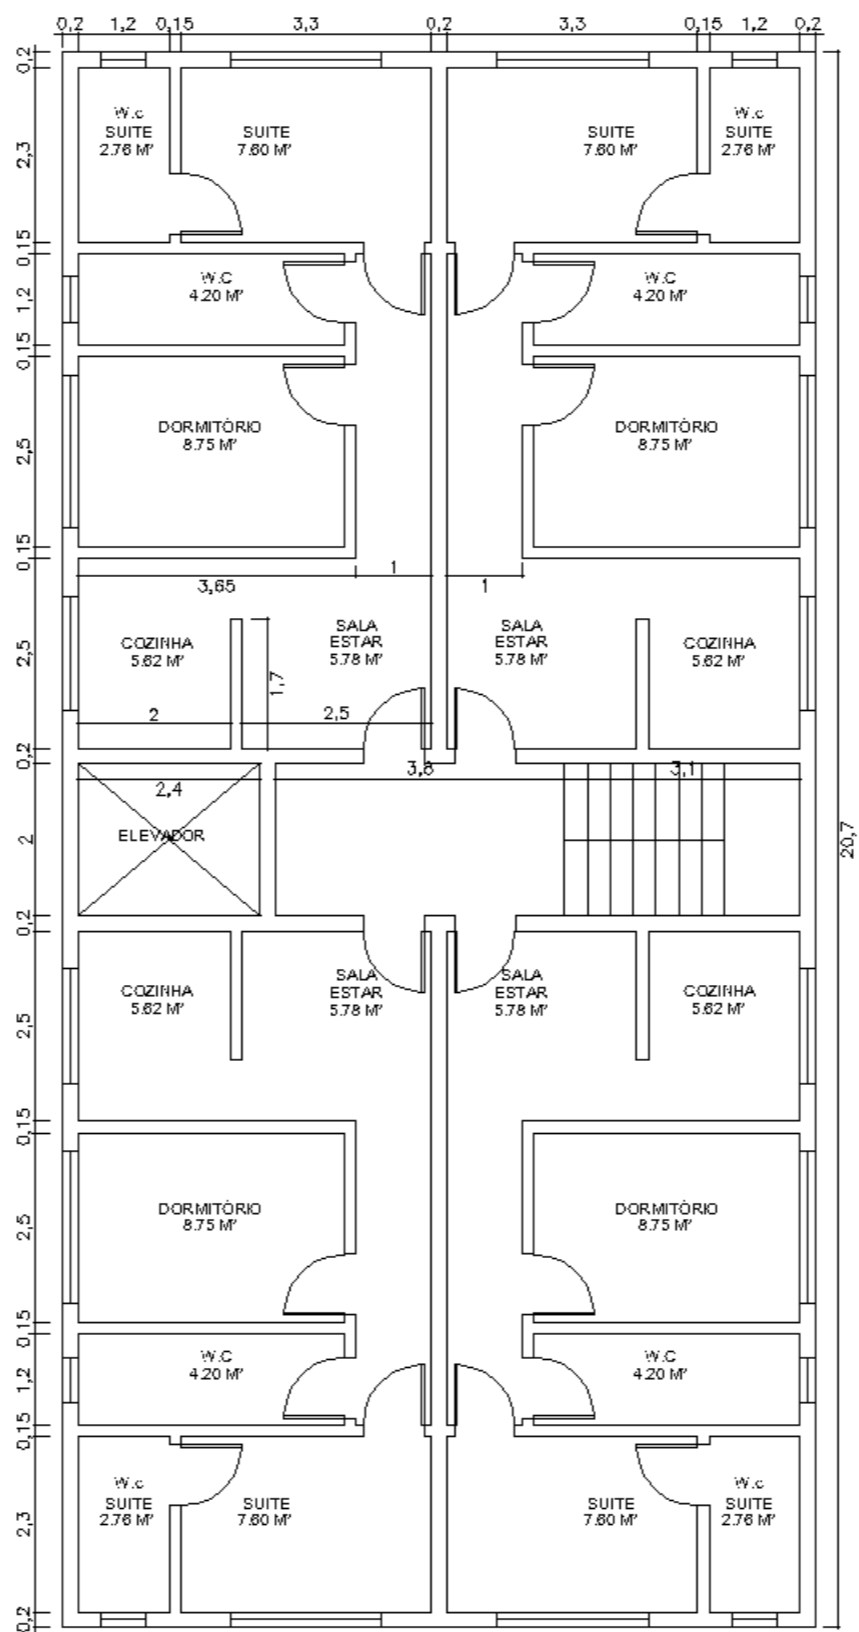 0,2 1,2 0,15 3,3 0,2 3,3 0,15 1,2 0,2
0,2
W.c
SUITE
2.76 M²
SUITE
7.60 M²
SUITE
7.60 M²
W.c
SUITE
2.76 M²
2,3
0,15
W.C
4.20 M²
W.C
4.20 M²
1,2
0,15
DORMITÓRIO
8.75 M²
DORMITÓRIO
8.75 M²
2,5
0,15
3,65
1
1
COZINHA
5.62 M²
SALA
ESTAR
5.78 M²
SALA
ESTAR
5.78 M²
COZINHA
5.62 M²
2,5
1,7
2
2,5
0,2
2,4
3,8
3,1
ELEVADOR
2
20,7
0,2
COZINHA
5.62 M²
SALA
ESTAR
5.78 M²
SALA
ESTAR
5.78 M²
COZINHA
5.62 M²
2,5
0,15
DORMITÓRIO
8.75 M²
DORMITÓRIO
8.75 M²
2,5
0,15
W.C
4.20 M²
W.C
4.20 M²
1,2
0,15
W.c
SUITE
2.76 M²
SUITE
7.60 M²
SUITE
7.60 M²
W.c
SUITE
2.76 M²
2,3
0,2